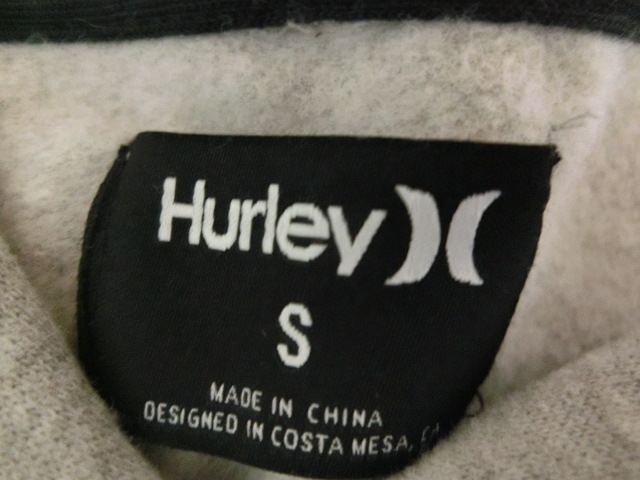 Hurley
S
MADE IN CHINA
DESIGNED IN COSTA MESA,